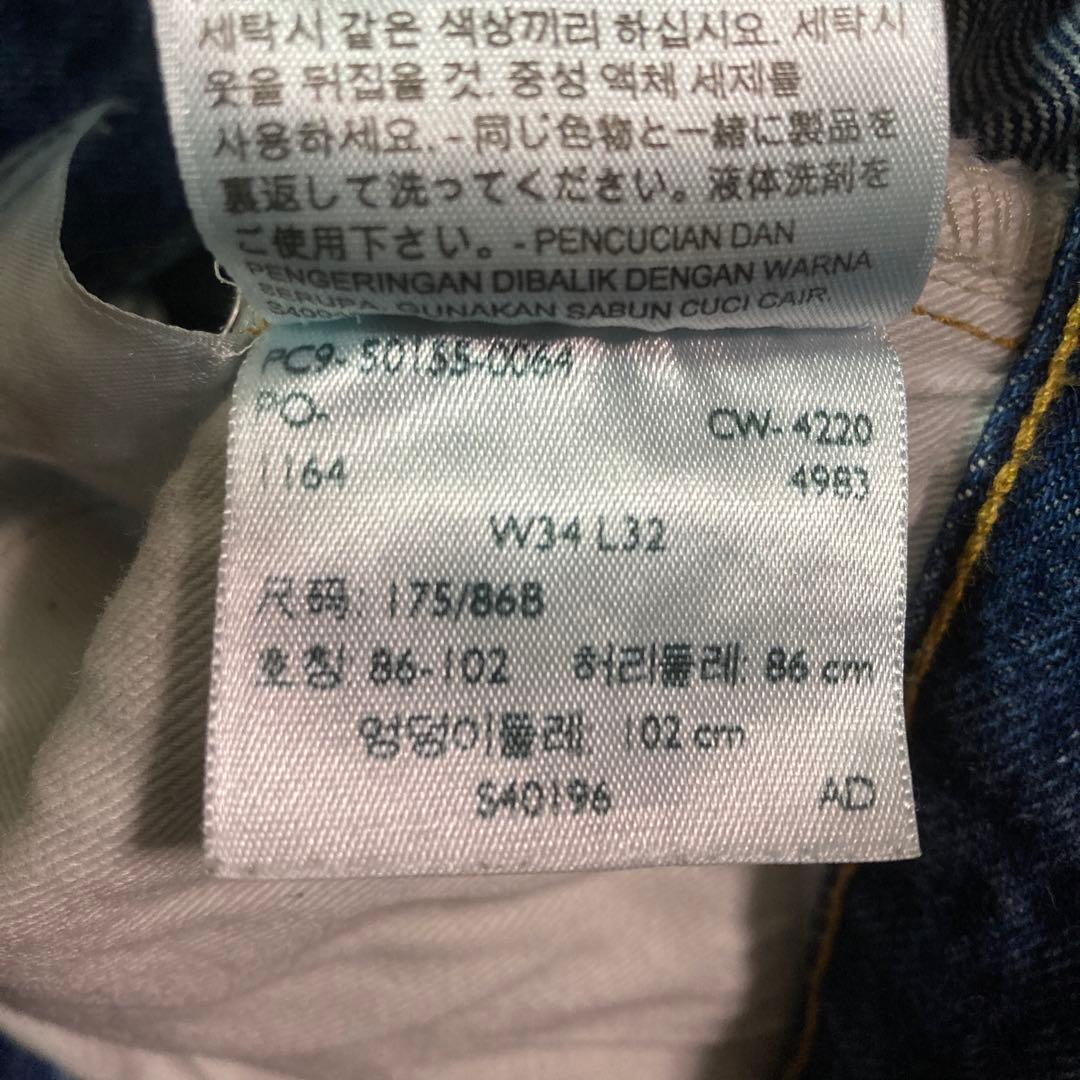 세탁시 같은 색상끼리 하십시요. 세탁시
옷을 뒤집을 것. 중성 액체 세제를
사용하세요. - 同じ色物と一緒に製品を
裏返して洗ってください。液体洗剤を
ご使用下さい。- PENCUCIAN DAN
PENGERINGAN DIBALIK DENGAN WARNA
SERUPA, GUNAKAN SABUN CUCI CAIR.
PC9- 50155-0064
PO.
CW-4220
1164
4983
W34 L32
尺码: 175/86B
호칭: 86-102 허리둘레: 86 cm
엉덩이둘레: 102 cm
S40196
AD